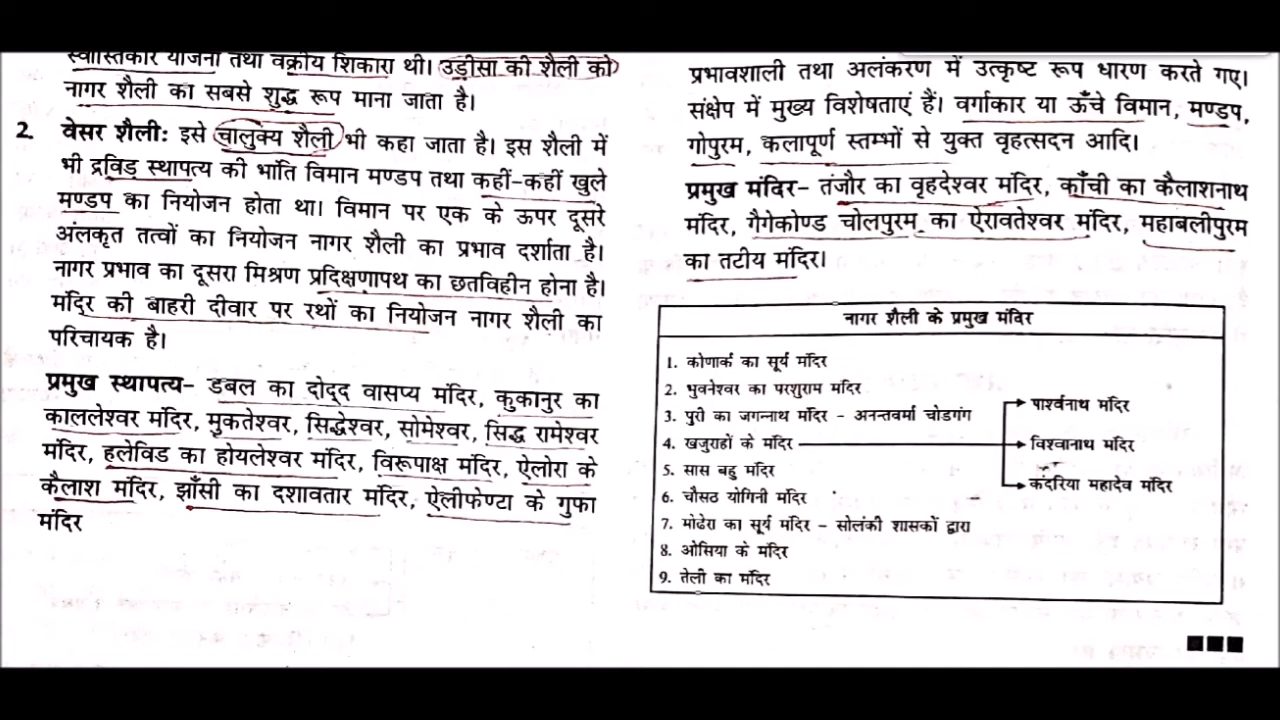 स्वास्तिकार योजना तथा वक्रीय शिकारा थी। उड़ीसा की शैली को
नागर शैली का सबसे शुद्ध रूप माना जाता है।
2. वेसर शैली: इसे चालुक्य शैली भी कहा जाता है। इस शैली में
भी द्रविड़ स्थापत्य की भांति विमान मण्डप तथा कहीं-कहीं खुले
मण्डप का नियोजन होता था। विमान पर एक के ऊपर दूसरे
अंलकृत तत्वों का नियोजन नागर शैली का प्रभाव दर्शाता है।
नागर प्रभाव का दूसरा मिश्रण प्रदिक्षणापथ का छतविहीन होना है।
मंदिर की बाहरी दीवार पर रथों का नियोजन नागर शैली का
परिचायक है।
प्रमुख स्थापत्य- डबल का दोद्द वासप्य मंदिर, कुकानुर का
काललेश्वर मंदिर, मुकतेश्वर, सिद्धेश्वर, सोमेश्वर, सिद्ध रामेश्वर
मंदिर, हलेविड का होयलेश्वर मंदिर, विरूपाक्ष मंदिर, ऐलोरा के
कैलाश मंदिर, झाँसी का दशावतार मंदिर, ऐलीफेण्टा के गुफा
मंदिर
प्रभावशाली तथा अलंकरण में उत्कृष्ट रूप धारण करते गए।
संक्षेप में मुख्य विशेषताएं हैं। वर्गाकार या ऊँचे विमान, मण्डप,
गोपुरम, कलापूर्ण स्तम्भों से युक्त वृहत्सदन आदि।
प्रमुख मंदिर- तंजौर का वृहदेश्वर मंदिर, काँची का कैलाशनाथ
मंदिर, गैगेकोण्ड चोलपुरम का ऐरावतेश्वर मंदिर, महाबलीपुरम
का तटीय मंदिर।
नागर शैली के प्रमुख मंदिर
1. कोणार्क का सूर्य मंदिर
2. भुवनेश्वर का परशुराम मंदिर
3. पुरी का जगन्नाथ मंदिर - अनन्तवर्मा चोडगंग
4. खजुराहों के मंदिर
पार्श्वनाथ मंदिर
विश्वानाथ मंदिर
कंदरिया महादेव मंदिर
5. सास बहु मंदिर
6. चौसठ योगिनी मंदिर
7. मोढेरा का सूर्य मंदिर - सोलंकी शासकों द्वारा
8. ओसिया के मंदिर
9. तेली का मंदिर